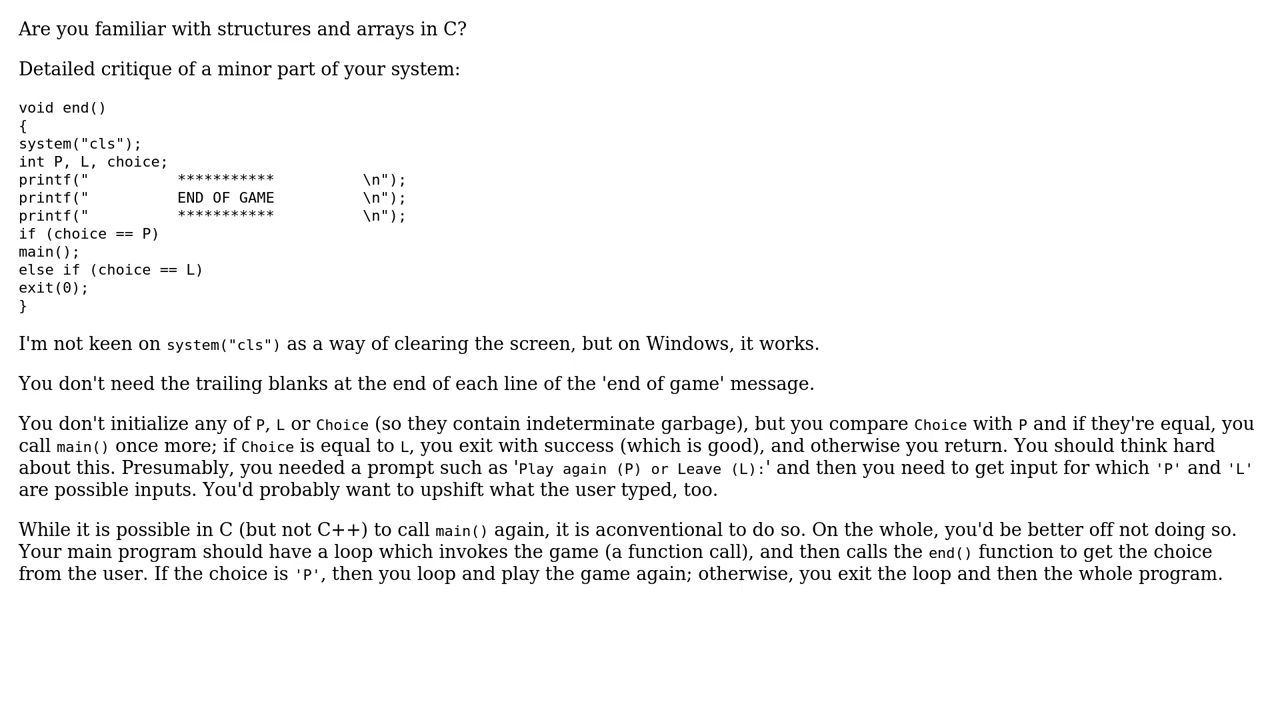 Are you familiar with structures and arrays in C?
Detailed critique of a minor part of your system:
void end()
{
system("cls");
int P, L, choice;
printf("          ***********          \n");
printf("          END OF GAME          \n");
printf("          ***********          \n");
if (choice == P)
main();
else if (choice == L)
exit(0);
}
I'm not keen on system("cls") as a way of clearing the screen, but on Windows, it works.
You don't need the trailing blanks at the end of each line of the 'end of game' message.
You don't initialize any of P, L or Choice (so they contain indeterminate garbage), but you compare Choice with P and if they're equal, you
call main() once more; if Choice is equal to L, you exit with success (which is good), and otherwise you return. You should think hard
about this. Presumably, you needed a prompt such as 'Play again (P) or Leave (L):' and then you need to get input for which 'P' and 'L'
are possible inputs. You'd probably want to upshift what the user typed, too.
While it is possible in C (but not C++) to call main() again, it is aconventional to do so. On the whole, you'd be better off not doing so.
Your main program should have a loop which invokes the game (a function call), and then calls the end() function to get the choice
from the user. If the choice is 'P', then you loop and play the game again; otherwise, you exit the loop and then the whole program.